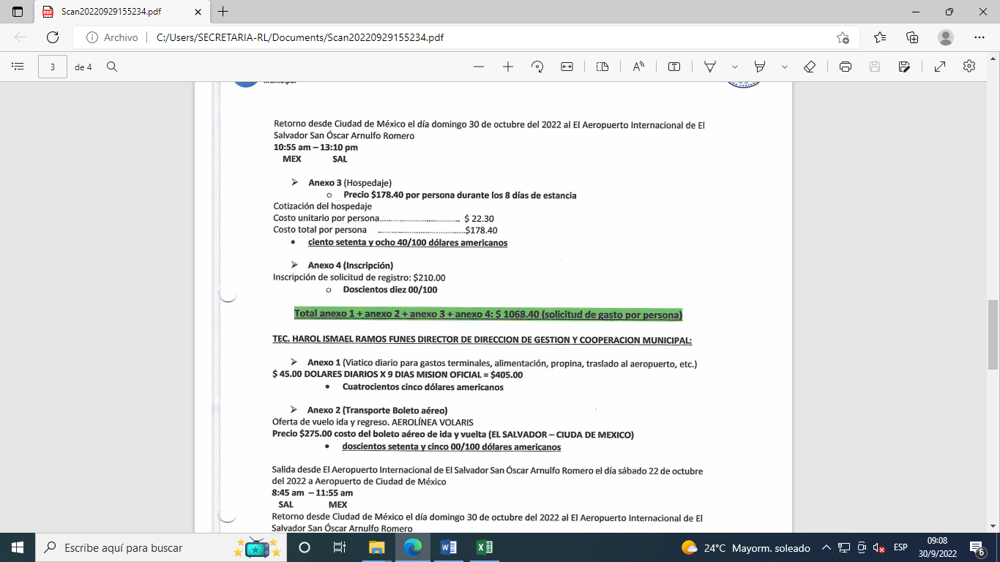 Scan20220929155234.pdf
Archivo
C:/Users/SECRETARIA-RL/Documents/Scan20220929155234.pdf
3 de 4
Retorno desde Ciudad de México el día domingo 30 de octubre del 2022 al El Aeropuerto Internacional de El
Salvador San Óscar Arnulfo Romero
10:55 am – 13:10 pm
MEX SAL
➢ Anexo 3 (Hospedaje)
o Precio $178.40 por persona durante los 8 días de estancia
Cotización del hospedaje
Costo unitario por persona.................................... $ 22.30
Costo total por persona .......................................$178.40
• ciento setenta y ocho 40/100 dólares americanos
➢ Anexo 4 (Inscripción)
Inscripción de solicitud de registro: $210.00
o Doscientos diez 00/100
Total anexo 1 + anexo 2 + anexo 3 + anexo 4: $ 1068.40 (solicitud de gasto por persona)
TEC. HAROL ISMAEL RAMOS FUNES DIRECTOR DE DIRECCION DE GESTION Y COOPERACION MUNICIPAL:
➢ Anexo 1 (Viatico diario para gastos terminales, alimentación, propina, traslado al aeropuerto, etc.)
$ 45.00 DOLARES DIARIOS X 9 DIAS MISION OFICIAL = $405.00
• Cuatrocientos cinco dólares americanos
➢ Anexo 2 (Transporte Boleto aéreo)
Oferta de vuelo ida y regreso. AEROLÍNEA VOLARIS
Precio $275.00 costo del boleto aéreo de ida y vuelta (EL SALVADOR – CIUDA DE MEXICO)
• doscientos setenta y cinco 00/100 dólares americanos
Salida desde El Aeropuerto Internacional de El Salvador San Óscar Arnulfo Romero el día sábado 22 de octubre
del 2022 a Aeropuerto de Ciudad de México
8:45 am – 11:55 am
SAL MEX
Retorno desde Ciudad de México el día domingo 30 de octubre del 2022 al El Aeropuerto Internacional de El
Salvador San Óscar Arnulfo Romero
Escribe aquí para buscar
24°C Mayorm. soleado
ESP
09:08
30/9/2022
6